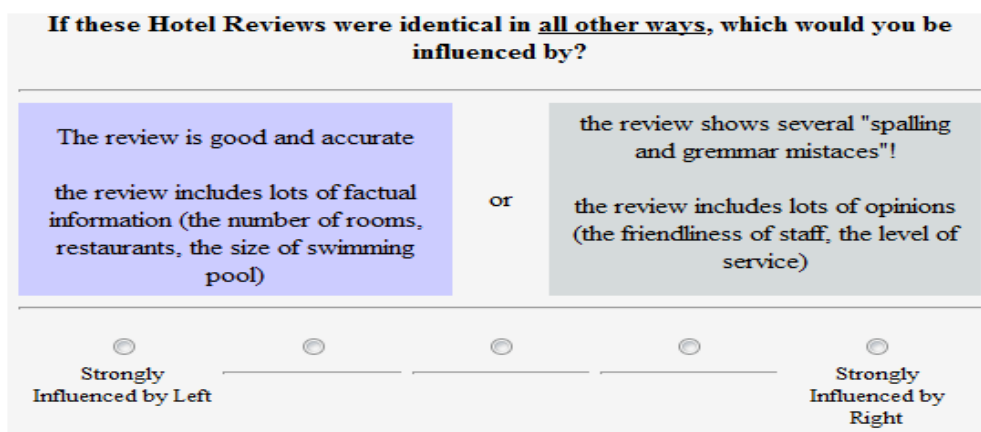 If these Hotel Reviews were identical in all other ways, which would you be
influenced by?
The review is good and accurate
the review includes lots of factual
information (the number of rooms,
restaurants, the size of swimming
pool)
or
the review shows several "spalling
and gremmar mistaces"!
the review includes lots of opinions
(the friendliness of staff, the level of
service)
Strongly
Influenced by Left
Strongly
Influenced by
Right